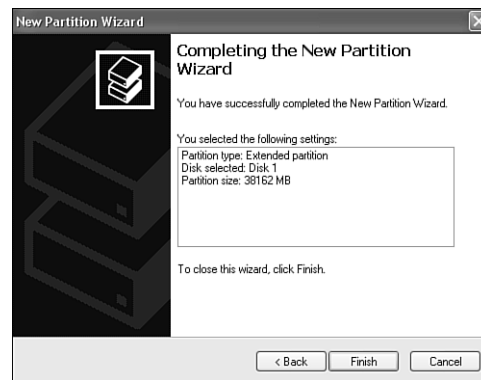 New Partition Wizard
Completing the New Partition
Wizard
You have successfully completed the New Partition Wizard.
You selected the following settings:
Partition type: Extended partition
Disk selected: Disk 1
Partition size: 38162 MB
To close this wizard, click Finish.
< Back Finish Cancel